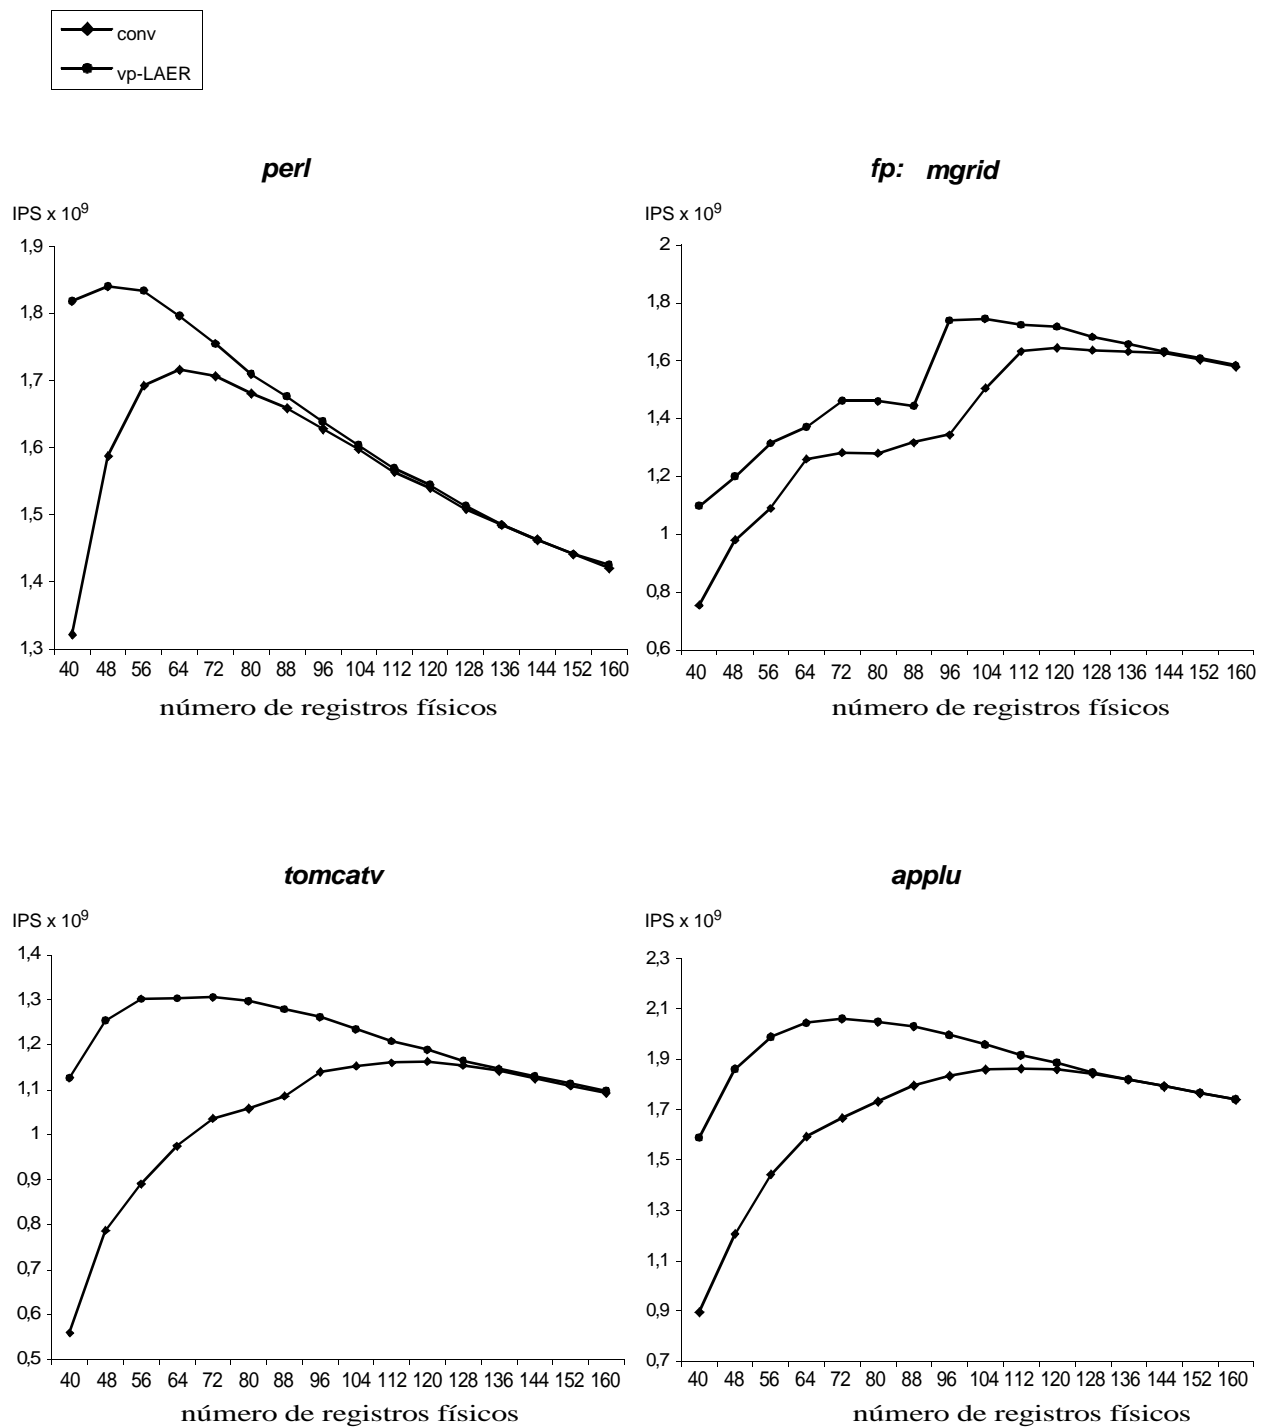 conv
vp-LAER
perl
IPS x 10⁹
1,9
1,8
1,7
1,6
1,5
1,4
1,3
40 48 56 64 72 80 88 96 104 112 120 128 136 144 152 160
número de registros físicos
fp: mgrid
IPS x 10⁹
2
1,8
1,6
1,4
1,2
1
0,8
0,6
40 48 56 64 72 80 88 96 104 112 120 128 136 144 152 160
número de registros físicos
tomcatv
IPS x 10⁹
1,4
1,3
1,2
1,1
1
0,9
0,8
0,7
0,6
0,5
40 48 56 64 72 80 88 96 104 112 120 128 136 144 152 160
número de registros físicos
applu
IPS x 10⁹
2,3
2,1
1,9
1,7
1,5
1,3
1,1
0,9
0,7
40 48 56 64 72 80 88 96 104 112 120 128 136 144 152 160
número de registros físicos